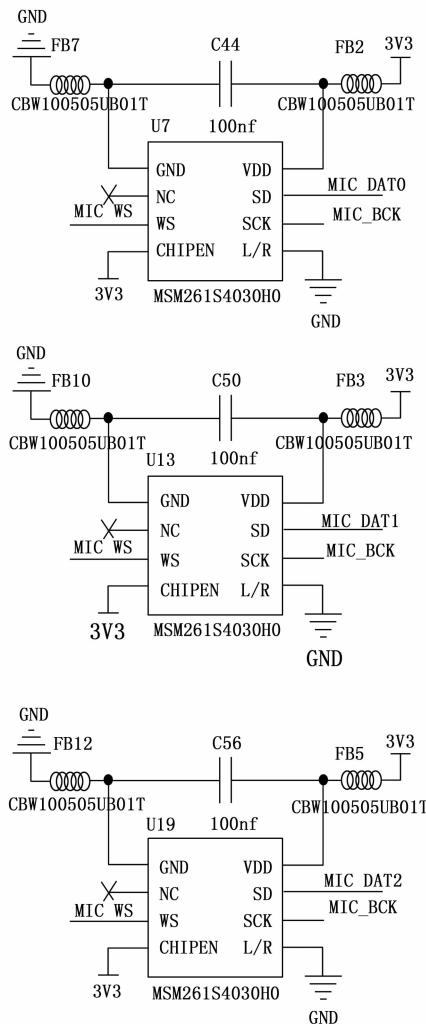 GND
FB7
C44
FB2
3V3
CBW100505UB01T
CBW100505UB01T
U7
100nf
GND
VDD
NC
SD
MIC_DAT0
MIC_WS
WS
SCK
MIC_BCK
CHIPEN
L/R
3V3
MSM261S4030H0
GND
GND
FB10
C50
FB3
3V3
CBW100505UB01T
CBW100505UB01T
U13
100nf
GND
VDD
NC
SD
MIC_DAT1
MIC_WS
WS
SCK
MIC_BCK
CHIPEN
L/R
3V3
MSM261S4030H0
GND
GND
FB12
C56
FB5
3V3
CBW100505UB01T
CBW100505UB01T
U19
100nf
GND
VDD
NC
SD
MIC_DAT2
MIC_WS
WS
SCK
MIC_BCK
CHIPEN
L/R
3V3
MSM261S4030H0
GND